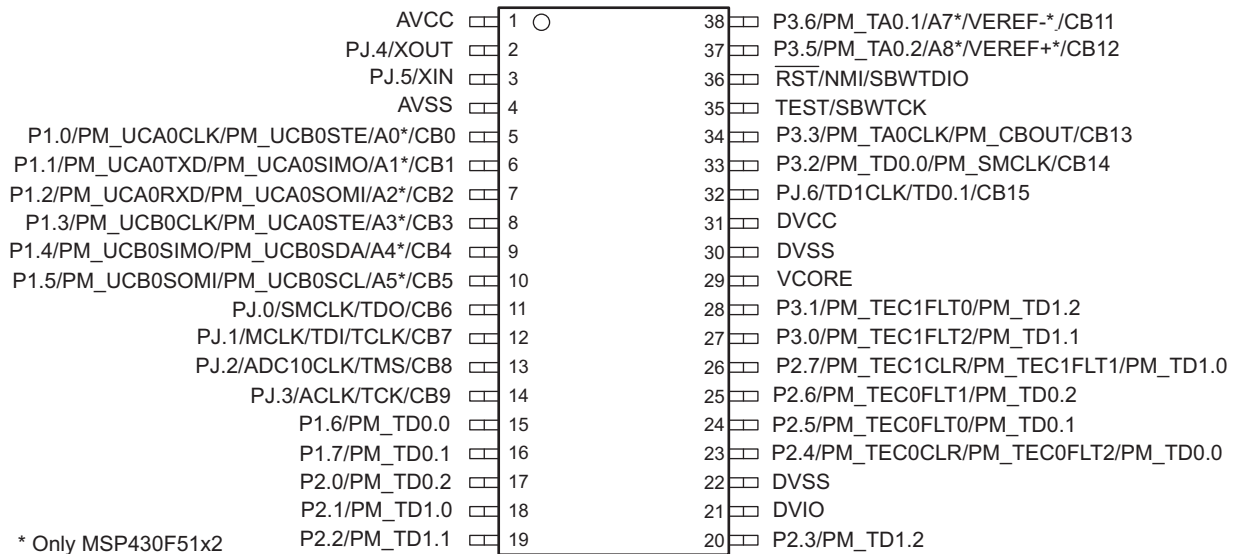 AVCC 1 38 P3.6/PM_TA0.1/A7*/VEREF-*/CB11
PJ.4/XOUT 2 37 P3.5/PM_TA0.2/A8*/VEREF+*/CB12
PJ.5/XIN 3 36 RST/NMI/SBWTDIO
AVSS 4 35 TEST/SBWTCK
P1.0/PM_UCA0CLK/PM_UCB0STE/A0*/CB0 5 34 P3.3/PM_TA0CLK/PM_CBOUT/CB13
P1.1/PM_UCA0TXD/PM_UCA0SIMO/A1*/CB1 6 33 P3.2/PM_TD0.0/PM_SMCLK/CB14
P1.2/PM_UCA0RXD/PM_UCA0SOMI/A2*/CB2 7 32 PJ.6/TD1CLK/TD0.1/CB15
P1.3/PM_UCB0CLK/PM_UCA0STE/A3*/CB3 8 31 DVCC
P1.4/PM_UCB0SIMO/PM_UCB0SDA/A4*/CB4 9 30 DVSS
P1.5/PM_UCB0SOMI/PM_UCB0SCL/A5*/CB5 10 29 VCORE
PJ.0/SMCLK/TDO/CB6 11 28 P3.1/PM_TEC1FLT0/PM_TD1.2
PJ.1/MCLK/TDI/TCLK/CB7 12 27 P3.0/PM_TEC1FLT2/PM_TD1.1
PJ.2/ADC10CLK/TMS/CB8 13 26 P2.7/PM_TEC1CLR/PM_TEC1FLT1/PM_TD1.0
PJ.3/ACLK/TCK/CB9 14 25 P2.6/PM_TEC0FLT1/PM_TD0.2
P1.6/PM_TD0.0 15 24 P2.5/PM_TEC0FLT0/PM_TD0.1
P1.7/PM_TD0.1 16 23 P2.4/PM_TEC0CLR/PM_TEC0FLT2/PM_TD0.0
P2.0/PM_TD0.2 17 22 DVSS
P2.1/PM_TD1.0 18 21 DVIO
P2.2/PM_TD1.1 19 20 P2.3/PM_TD1.2
* Only MSP430F51x2